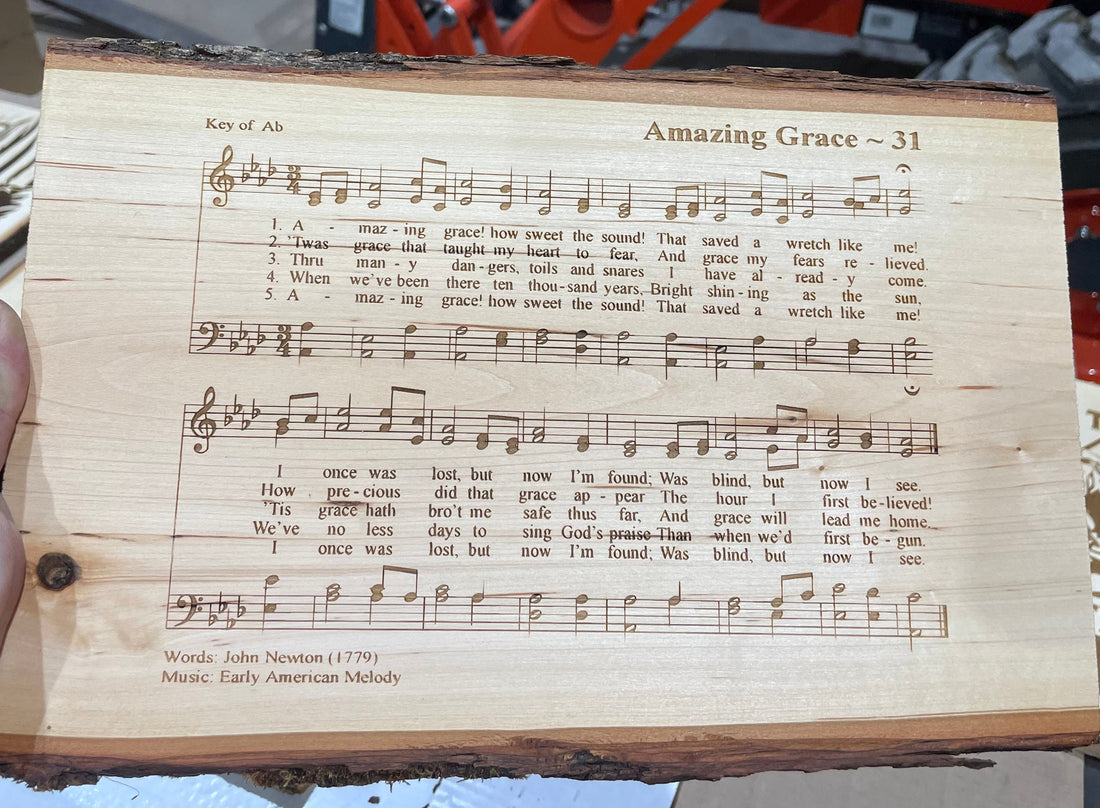 Key of Ab
Amazing Grace ~ 31
3
4
1. A - maz - ing grace! how sweet the sound! That saved a wretch like me!
2. 'Twas grace that taught my heart to fear, And grace my fears re - lieved.
3. Thru man - y dan - gers, toils and snares I have al - read - y come.
4. When we've been there ten thou - sand years, Bright shin - ing as the sun,
5. A - maz - ing grace! how sweet the sound! That saved a wretch like me!
3
4
I once was lost, but now I'm found; Was blind, but now I see.
How pre - cious did that grace ap - pear The hour I first be - lieved!
'Tis grace hath bro't me safe thus far, And grace will lead me home.
We've no less days to sing God's praise Than when we'd first be - gun.
I once was lost, but now I'm found; Was blind, but now I see.
Words: John Newton (1779)
Music: Early American Melody